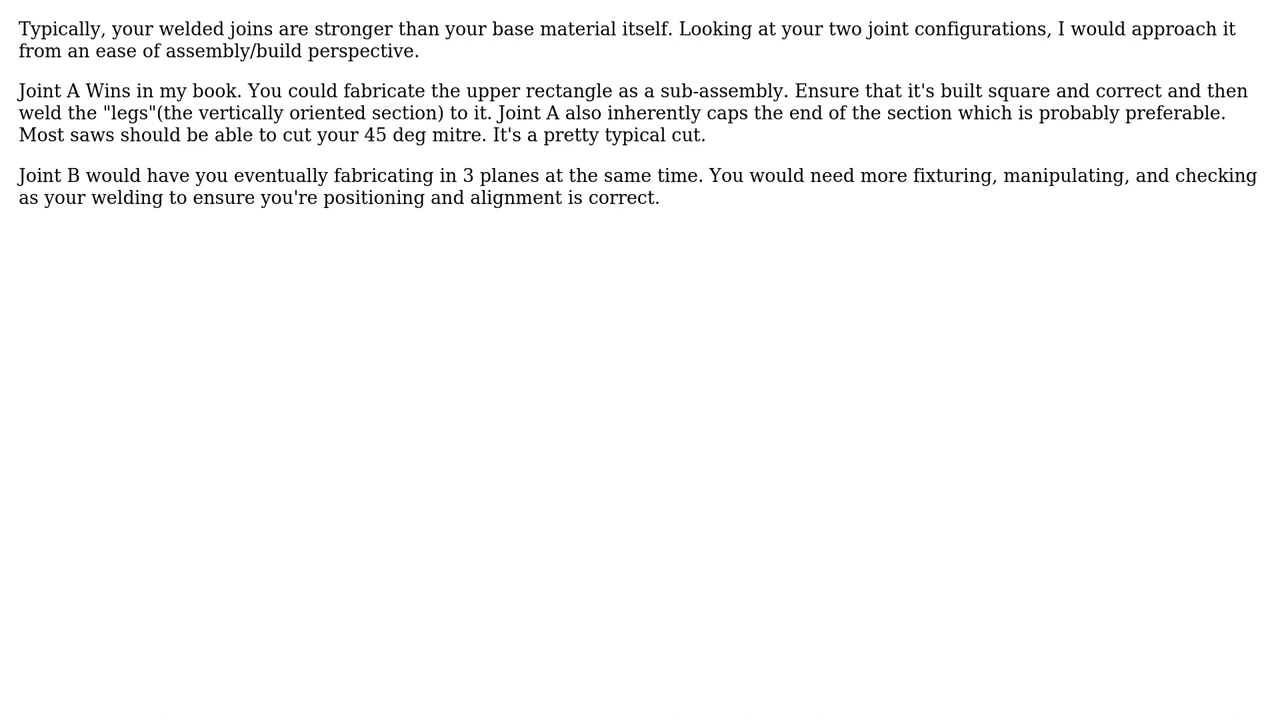 Typically, your welded joins are stronger than your base material itself. Looking at your two joint configurations, I would approach it
from an ease of assembly/build perspective.
Joint A Wins in my book. You could fabricate the upper rectangle as a sub-assembly. Ensure that it's built square and correct and then
weld the "legs"(the vertically oriented section) to it. Joint A also inherently caps the end of the section which is probably preferable.
Most saws should be able to cut your 45 deg mitre. It's a pretty typical cut.
Joint B would have you eventually fabricating in 3 planes at the same time. You would need more fixturing, manipulating, and checking
as your welding to ensure you're positioning and alignment is correct.